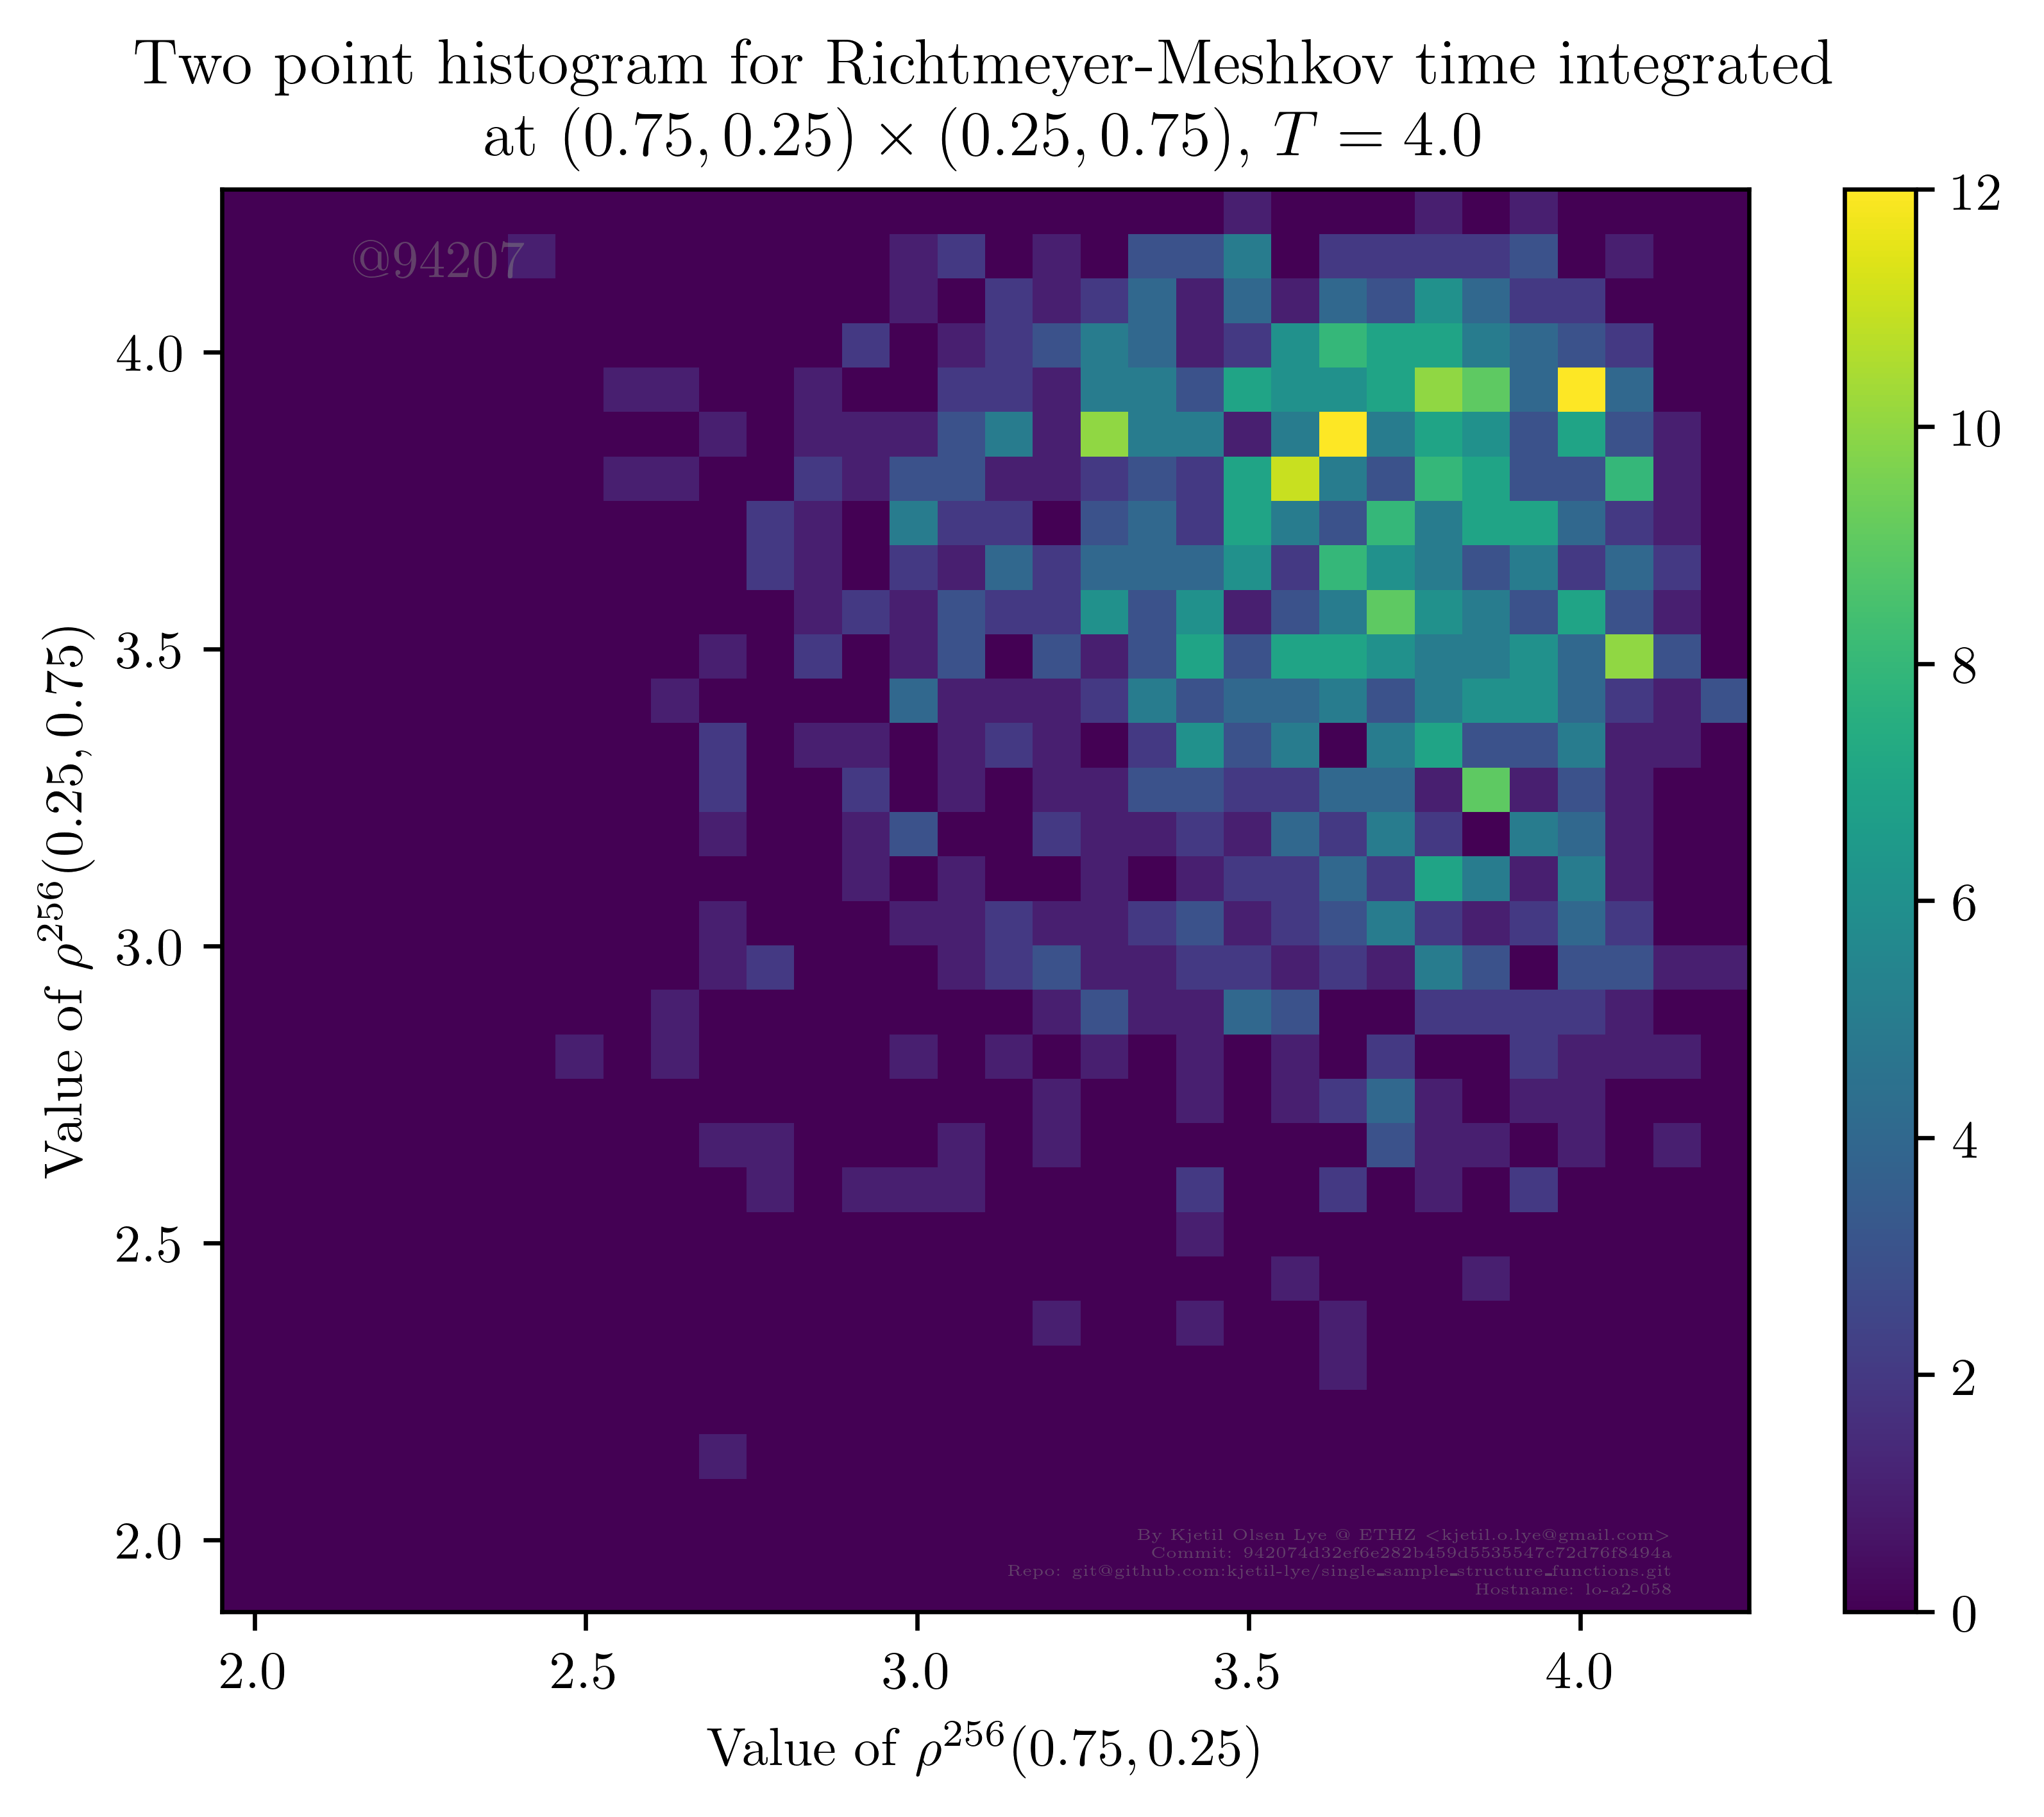 Two point histogram for Richtmeyer-Meshkov time integrated
at (0.75, 0.25) × (0.25, 0.75), T = 4.0
@94207
12
10
8
6
4
2
0
4.0
3.5
3.0
2.5
2.0
Value of ρ²⁵⁶(0.25, 0.75)
By Kjetil Olsen Lye @ ETHZ <kjetil.o.lye@gmail.com>
Commit: 942074d32ef6e282b459d5535547c72d76f8494a
Repo: git@github.com:kjetil-lye/single_sample_structure_functions.git
Hostname: lo-a2-058
2.0 2.5 3.0 3.5 4.0
Value of ρ²⁵⁶(0.75, 0.25)